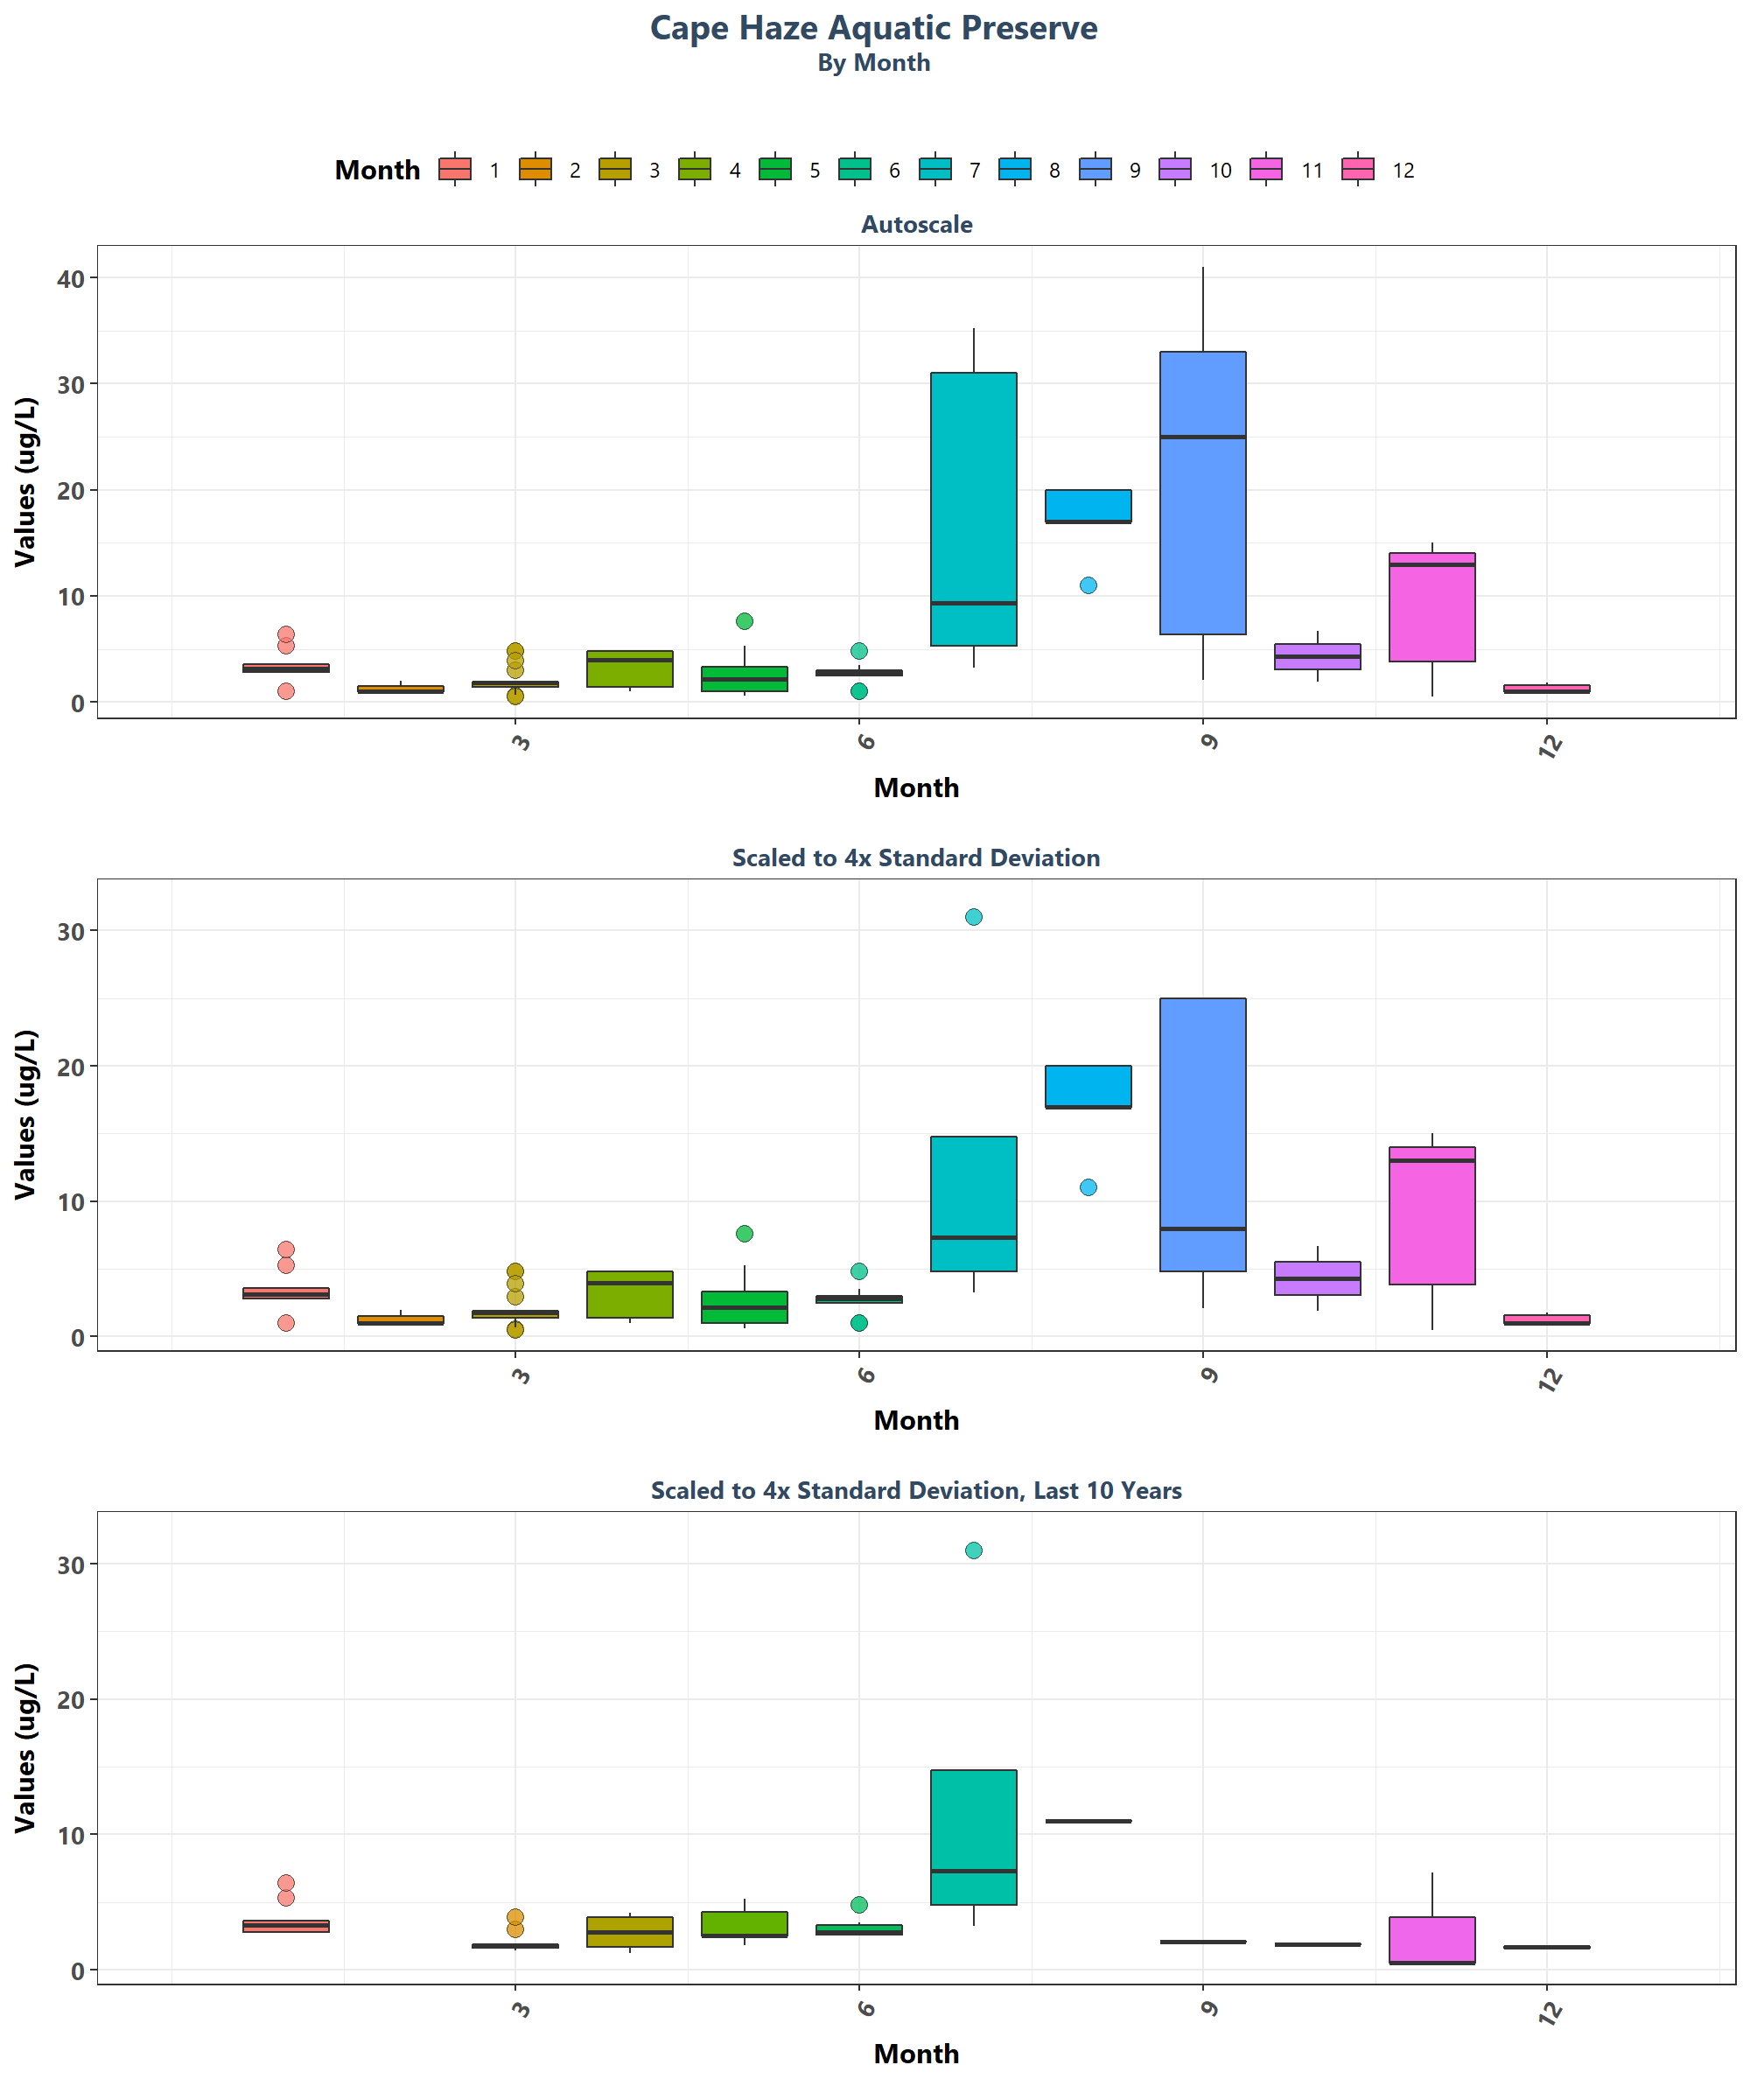 Cape Haze Aquatic Preserve
By Month
Month 1 2 3 4 5 6 7 8 9 10 11 12
Autoscale
Values (ug/L)
40
30
20
10
0
3 6 9 12
Month
Scaled to 4x Standard Deviation
Values (ug/L)
30
20
10
0
3 6 9 12
Month
Scaled to 4x Standard Deviation, Last 10 Years
Values (ug/L)
30
20
10
0
3 6 9 12
Month